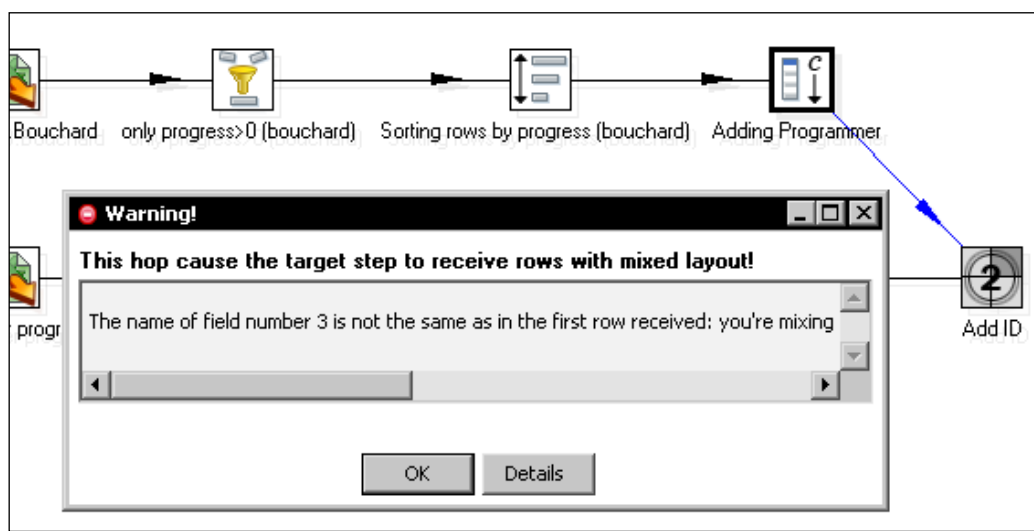 .Bouchard
only progress>0 (bouchard)
Sorting rows by progress (bouchard)
Adding Programmer
C
Warning!
This hop cause the target step to receive rows with mixed layout!
The name of field number 3 is not the same as in the first row received: you're mixing
progr
2
Add ID
OK
Details